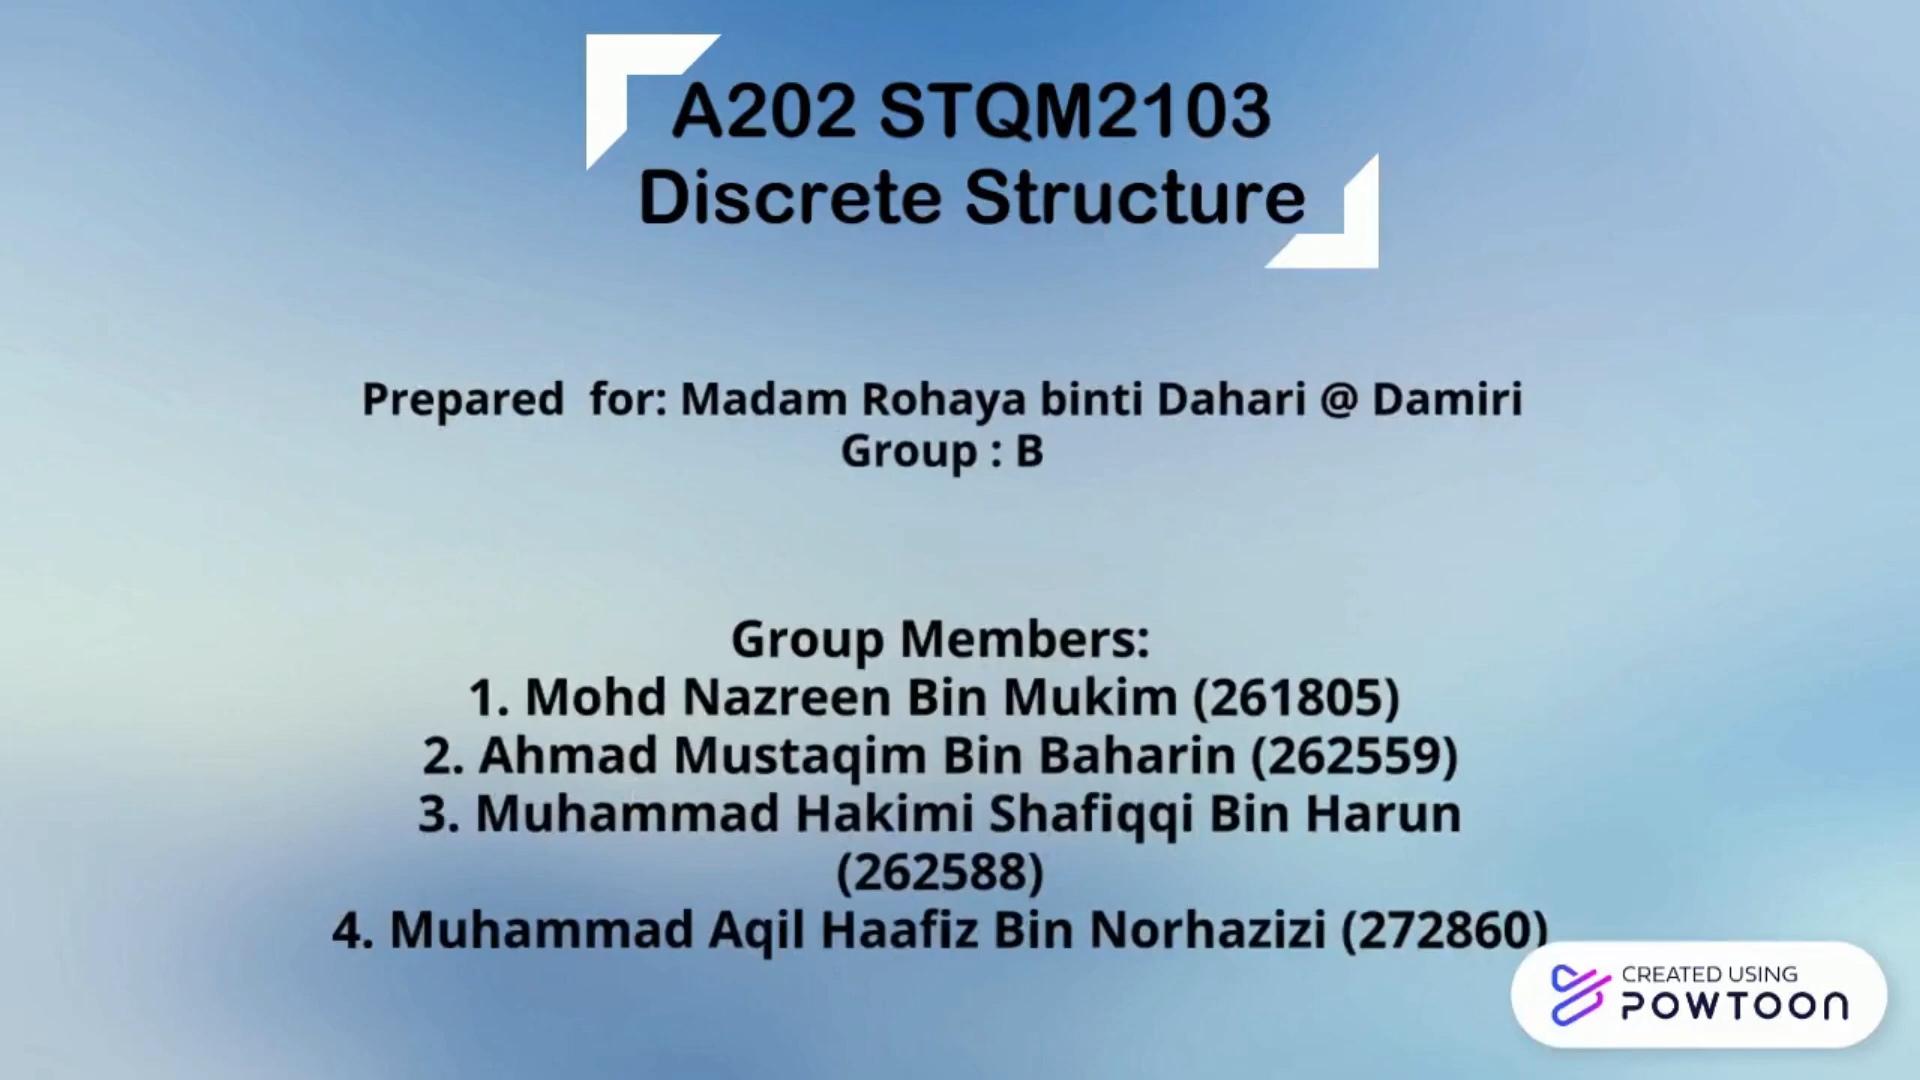 A202 STQM2103
Discrete Structure
Prepared  for: Madam Rohaya binti Dahari @ Damiri
Group : B
Group Members:
1. Mohd Nazreen Bin Mukim (261805)
2. Ahmad Mustaqim Bin Baharin (262559)
3. Muhammad Hakimi Shafiqqi Bin Harun
(262588)
4. Muhammad Aqil Haafiz Bin Norhazizi (272860)
CREATED USING
POWTOON